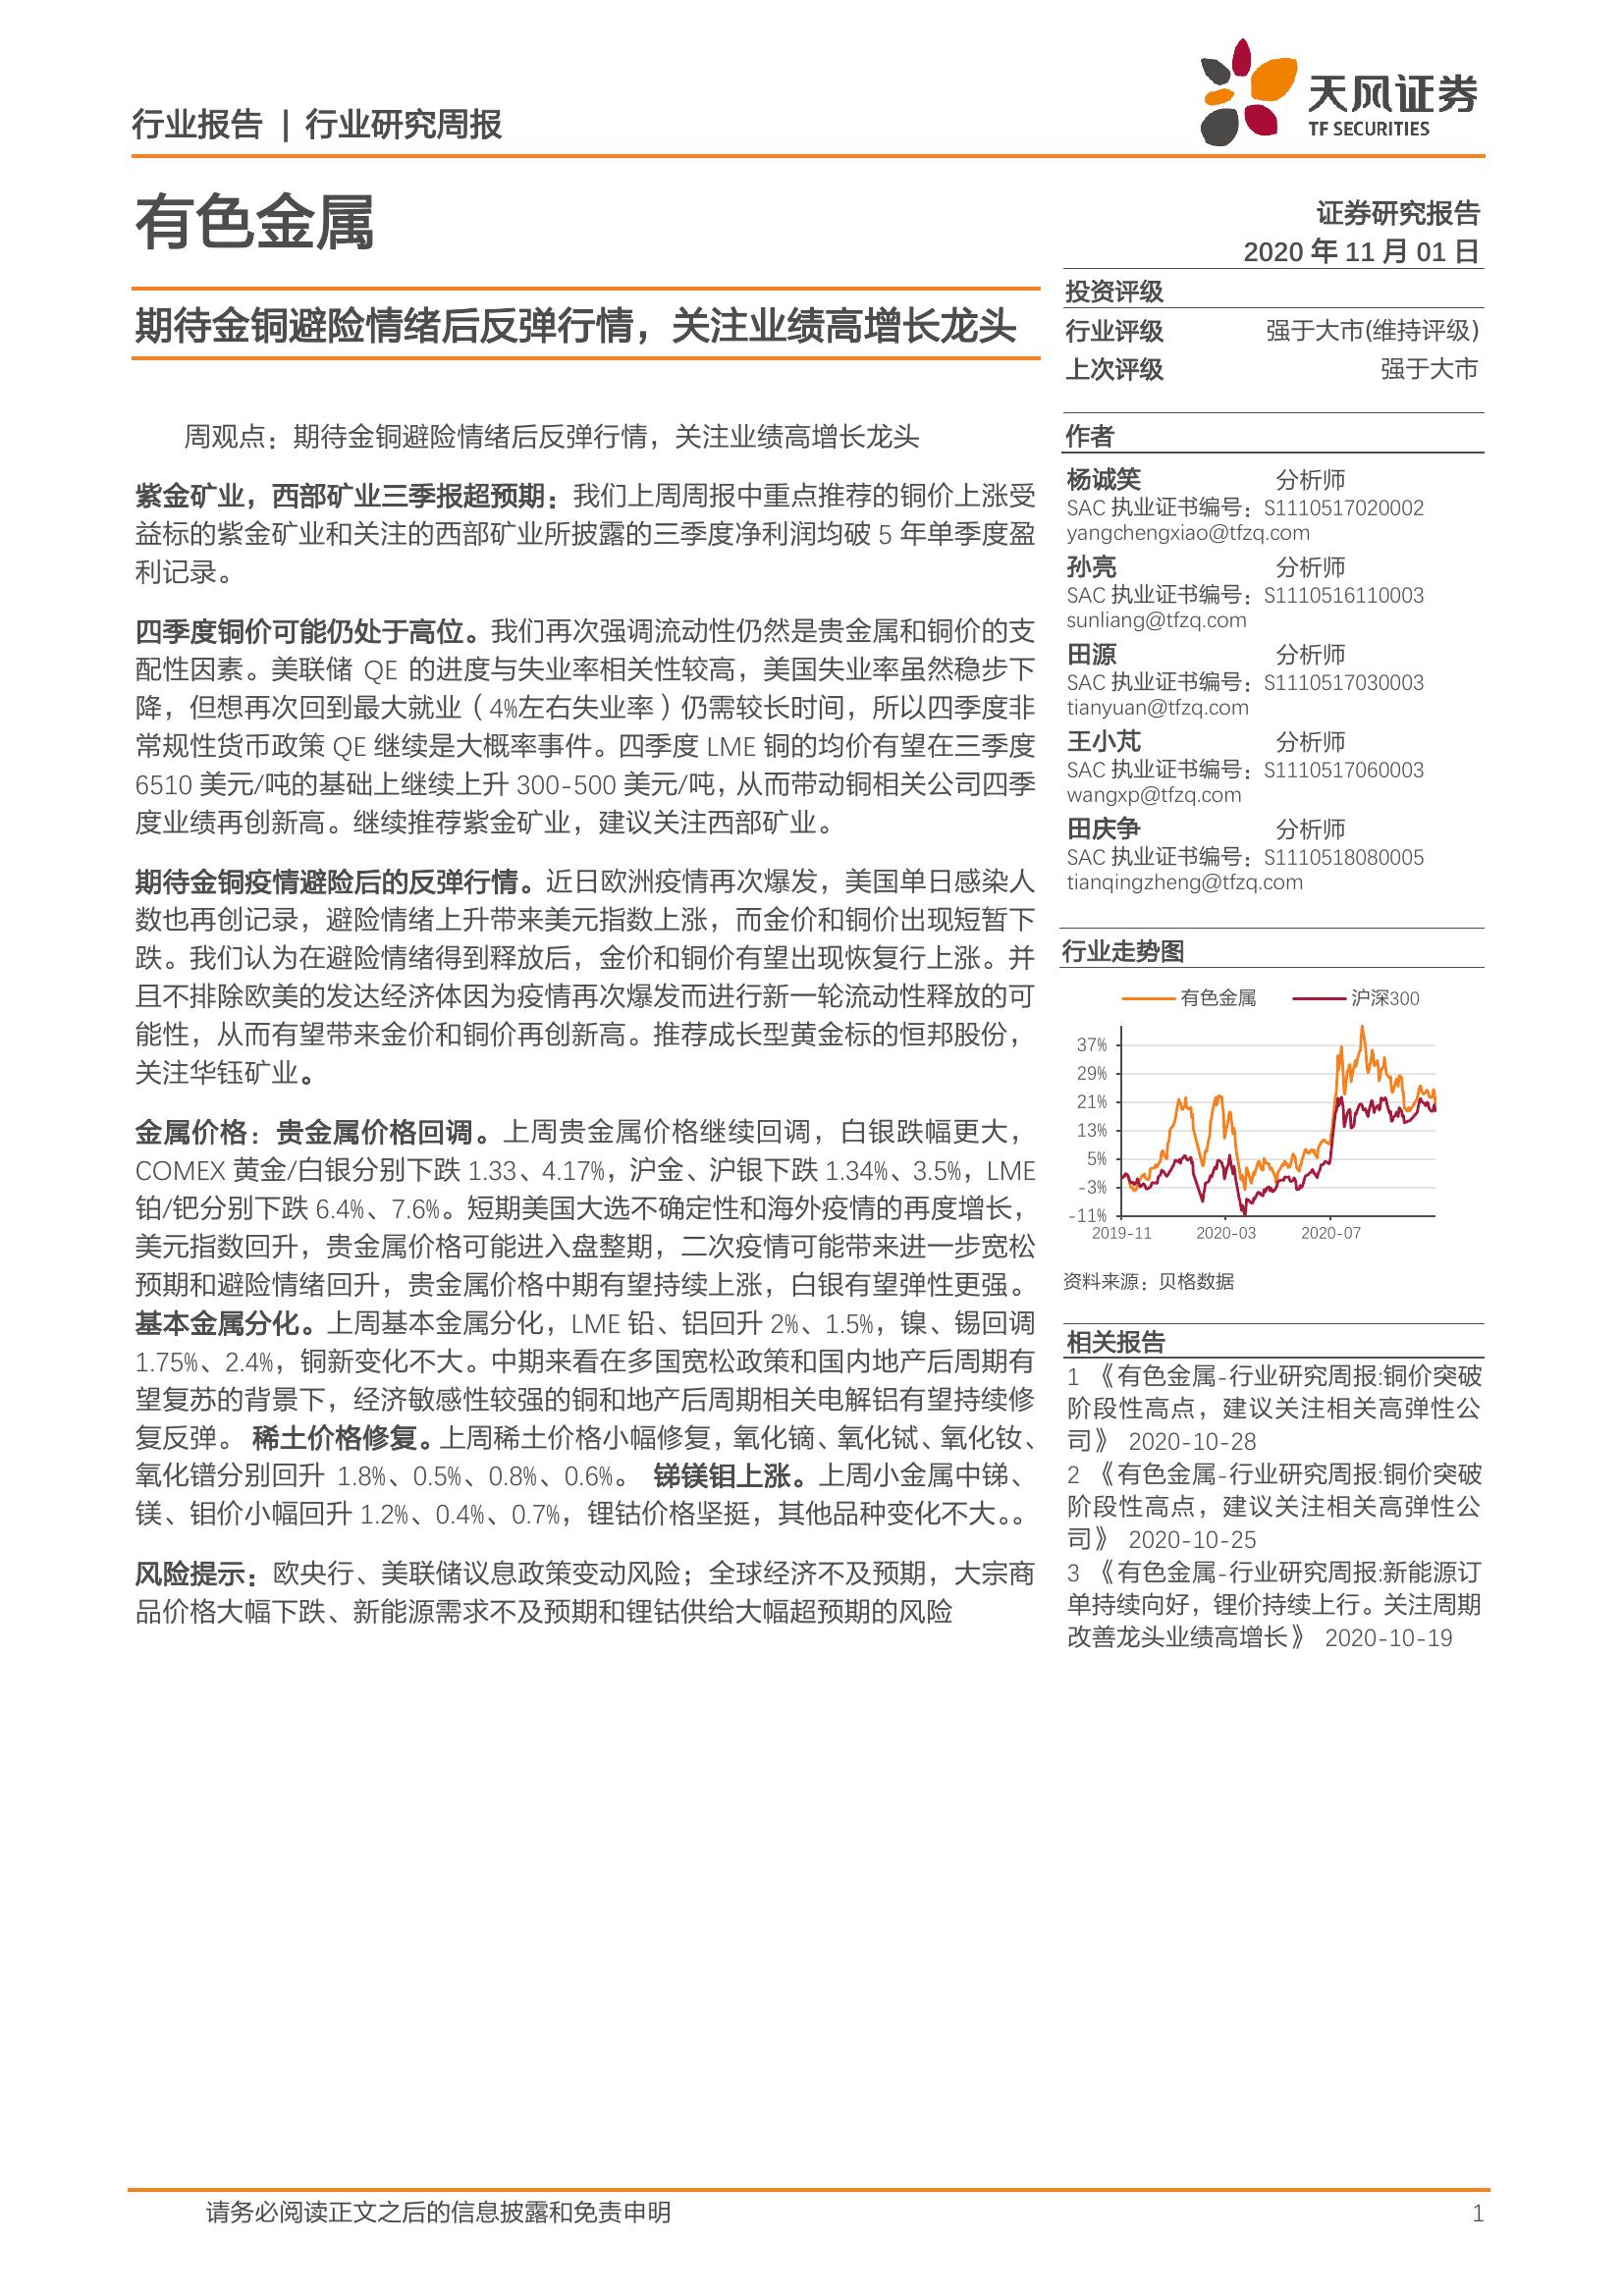 行业报告 | 行业研究周报
天风证券
TF SECURITIES
有色金属
证券研究报告
2020 年 11 月 01 日
期待金铜避险情绪后反弹行情，关注业绩高增长龙头
周观点：期待金铜避险情绪后反弹行情，关注业绩高增长龙头
紫金矿业，西部矿业三季报超预期：我们上周周报中重点推荐的铜价上涨受
益标的紫金矿业和关注的西部矿业所披露的三季度净利润均破 5 年单季度盈
利记录。
四季度铜价可能仍处于高位。我们再次强调流动性仍然是贵金属和铜价的支
配性因素。美联储 QE 的进度与失业率相关性较高，美国失业率虽然稳步下
降，但想再次回到最大就业（4%左右失业率）仍需较长时间，所以四季度非
常规性货币政策 QE 继续是大概率事件。四季度 LME 铜的均价有望在三季度
6510 美元/吨的基础上继续上升 300-500 美元/吨，从而带动铜相关公司四季
度业绩再创新高。继续推荐紫金矿业，建议关注西部矿业。
期待金铜疫情避险后的反弹行情。近日欧洲疫情再次爆发，美国单日感染人
数也再创记录，避险情绪上升带来美元指数上涨，而金价和铜价出现短暂下
跌。我们认为在避险情绪得到释放后，金价和铜价有望出现恢复行上涨。并
且不排除欧美的发达经济体因为疫情再次爆发而进行新一轮流动性释放的可
能性，从而有望带来金价和铜价再创新高。推荐成长型黄金标的恒邦股份，
关注华钰矿业。
金属价格：贵金属价格回调。上周贵金属价格继续回调，白银跌幅更大，
COMEX 黄金/白银分别下跌 1.33、4.17%，沪金、沪银下跌 1.34%、3.5%，LME
铂/钯分别下跌 6.4%、7.6%。短期美国大选不确定性和海外疫情的再度增长，
美元指数回升，贵金属价格可能进入盘整期，二次疫情可能带来进一步宽松
预期和避险情绪回升，贵金属价格中期有望持续上涨，白银有望弹性更强。
基本金属分化。上周基本金属分化，LME 铅、铝回升 2%、1.5%，镍、锡回调
1.75%、2.4%，铜新变化不大。中期来看在多国宽松政策和国内地产后周期有
望复苏的背景下，经济敏感性较强的铜和地产后周期相关电解铝有望持续修
复反弹。 稀土价格修复。上周稀土价格小幅修复，氧化镝、氧化铽、氧化钕、
氧化镨分别回升 1.8%、0.5%、0.8%、0.6%。 锑镁钼上涨。上周小金属中锑、
镁、钼价小幅回升 1.2%、0.4%、0.7%，锂钴价格坚挺，其他品种变化不大。。
风险提示：欧央行、美联储议息政策变动风险；全球经济不及预期，大宗商
品价格大幅下跌、新能源需求不及预期和锂钴供给大幅超预期的风险
投资评级
行业评级 强于大市(维持评级)
上次评级 强于大市
作者
杨诚笑 分析师
SAC 执业证书编号：S1110517020002
yangchengxiao@tfzq.com
孙亮 分析师
SAC 执业证书编号：S1110516110003
sunliang@tfzq.com
田源 分析师
SAC 执业证书编号：S1110517030003
tianyuan@tfzq.com
王小芃 分析师
SAC 执业证书编号：S1110517060003
wangxp@tfzq.com
田庆争 分析师
SAC 执业证书编号：S1110518080005
tianqingzheng@tfzq.com
行业走势图
有色金属 沪深300
37%
29%
21%
13%
5%
-3%
-11%
2019-11 2020-03 2020-07
资料来源：贝格数据
相关报告
1 《有色金属-行业研究周报:铜价突破
阶段性高点，建议关注相关高弹性公
司》 2020-10-28
2 《有色金属-行业研究周报:铜价突破
阶段性高点，建议关注相关高弹性公
司》 2020-10-25
3 《有色金属-行业研究周报:新能源订
单持续向好，锂价持续上行。关注周期
改善龙头业绩高增长》 2020-10-19
请务必阅读正文之后的信息披露和免责申明 1